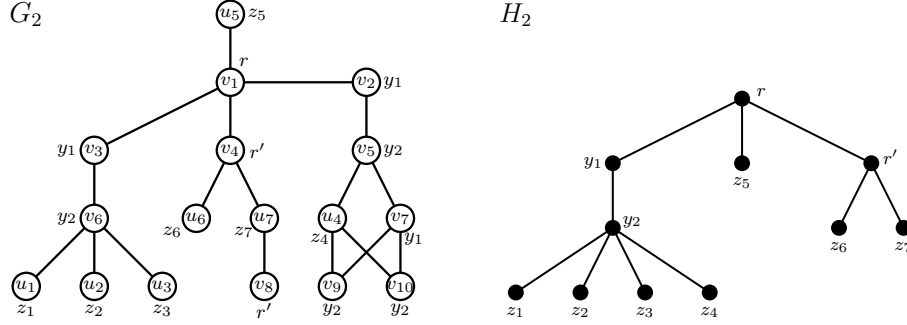 G₂
u₅ z₅
r
v₁
v₂ y₁
y₁ v₃
v₄ r′
v₅ y₂
y₂ v₆
u₆
z₆
u₇
z₇
u₄
z₄
v₇
y₁
u₁ u₂ u₃ v₈ v₉ v₁₀
z₁ z₂ z₃ r′ y₂ y₂
H₂
r
y₁
z₅
r′
y₂
z₆ z₇
z₁ z₂ z₃ z₄